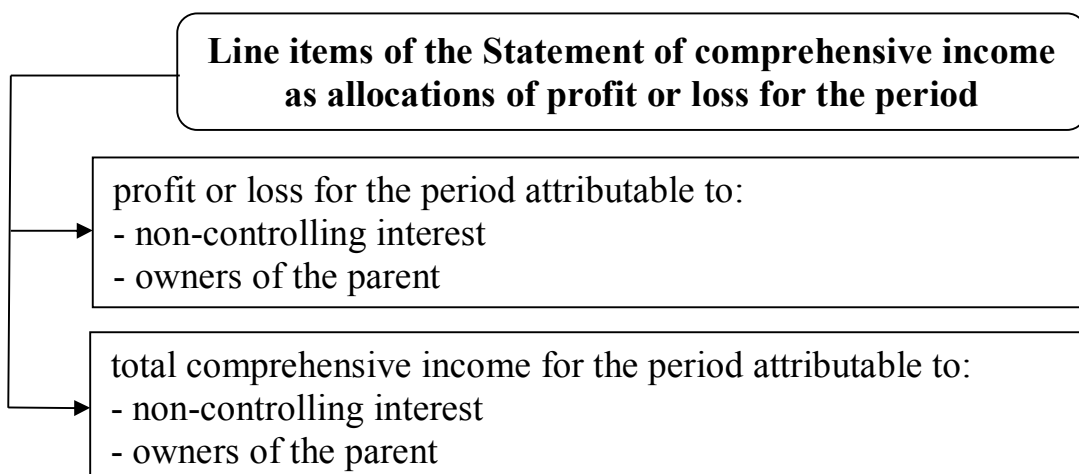 Line items of the Statement of comprehensive income
as allocations of profit or loss for the period
profit or loss for the period attributable to:
- non-controlling interest
- owners of the parent
total comprehensive income for the period attributable to:
- non-controlling interest
- owners of the parent